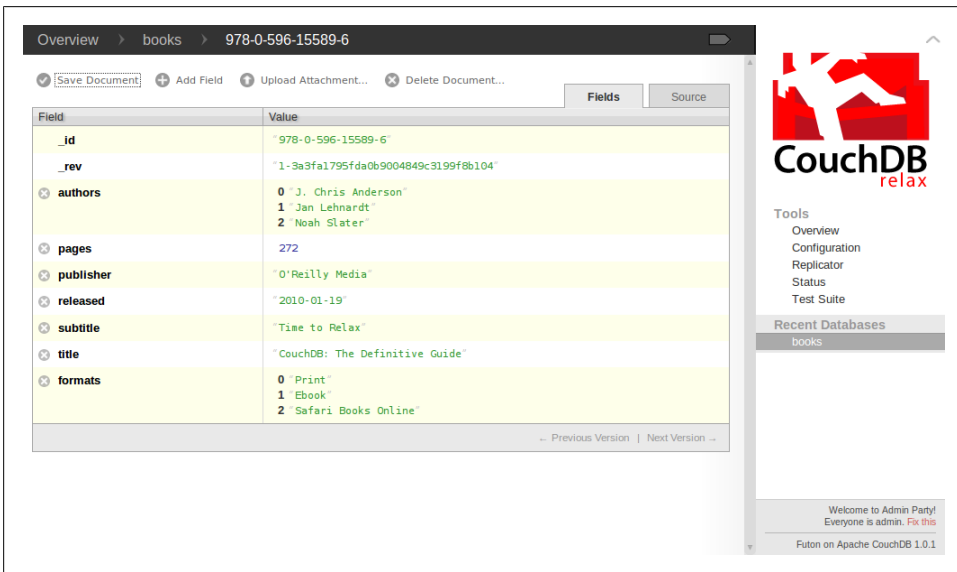 Overview books 978-0-596-15589-6
Save Document Add Field Upload Attachment... Delete Document...
Fields Source
Field Value
_id "978-0-596-15589-6"
_rev "1-3a3fa1795fda0b9004849c3199f8b104"
authors 0 "J. Chris Anderson"
1 "Jan Lehnardt"
2 "Noah Slater"
pages 272
publisher "O'Reilly Media"
released "2010-01-19"
subtitle "Time to Relax"
title "CouchDB: The Definitive Guide"
formats 0 "Print"
1 "Ebook"
2 "Safari Books Online"
← Previous Version | Next Version →
CouchDB
relax
Tools
Overview
Configuration
Replicator
Status
Test Suite
Recent Databases
books
Welcome to Admin Party!
Everyone is admin. Fix this
Futon on Apache CouchDB 1.0.1